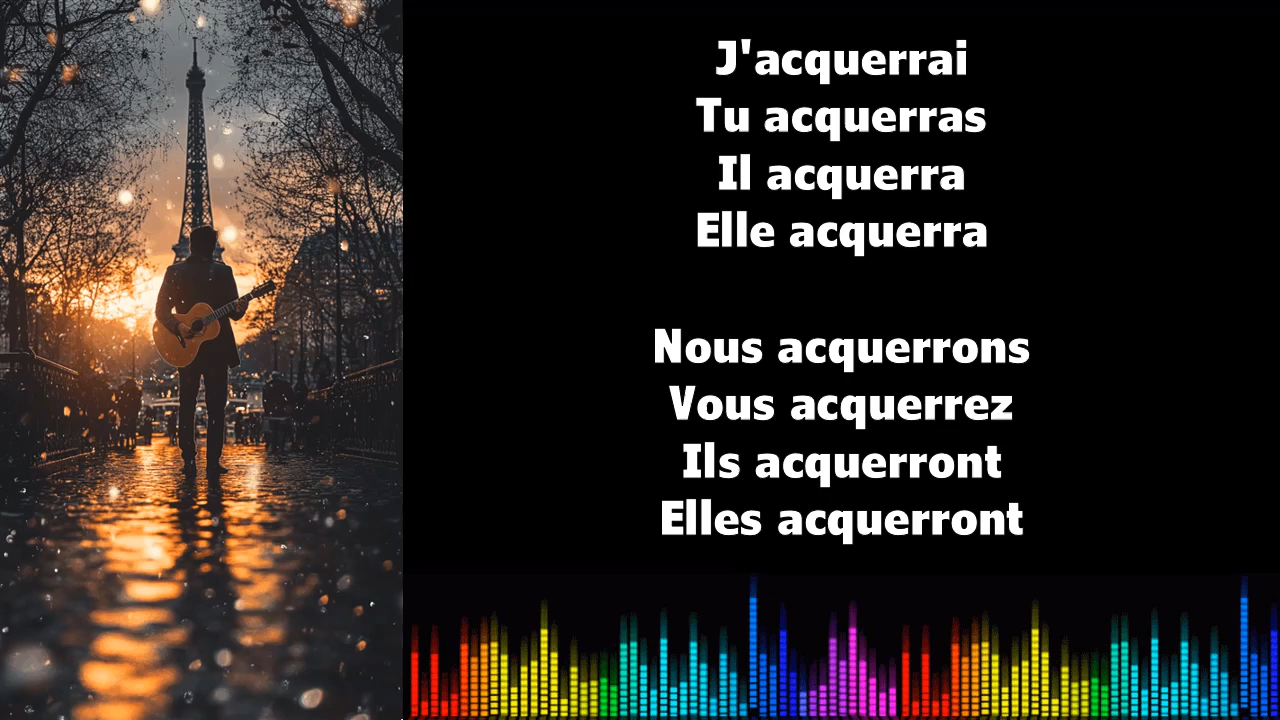 J'acquerrai
Tu acquerras
Il acquerra
Elle acquerra
Nous acquerrons
Vous acquerrez
Ils acquerront
Elles acquerront